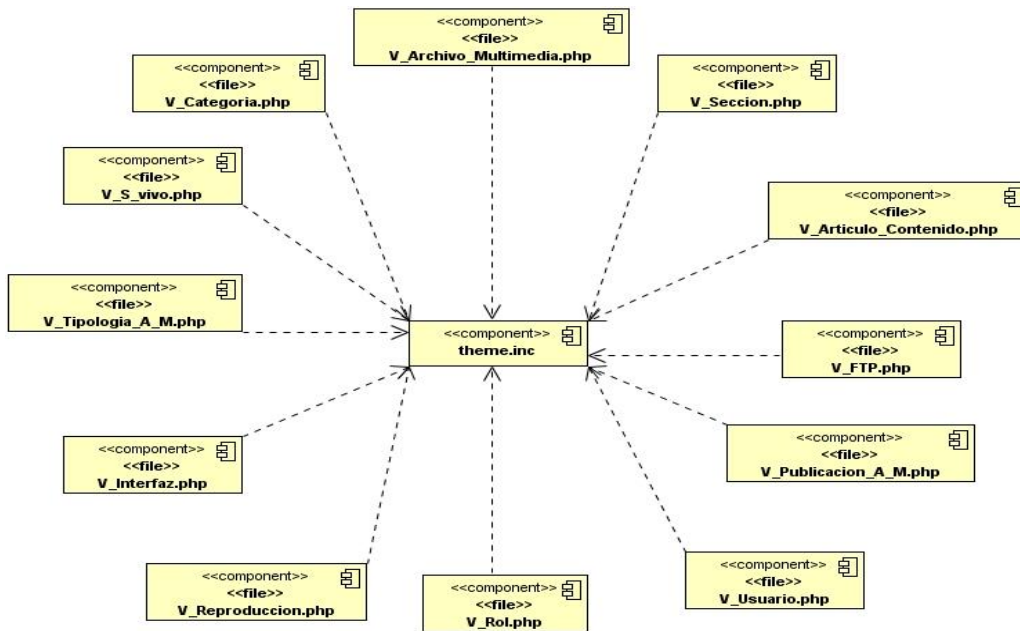 <<component>>
<<file>>
V_Archivo_Multimedia.php
<<component>>
<<file>>
V_Categoria.php
<<component>>
<<file>>
V_Seccion.php
<<component>>
<<file>>
V_S_vivo.php
<<component>>
<<file>>
V_Articulo_Contenido.php
<<component>>
<<file>>
V_Tipologia_A_M.php
<<component>>
theme.inc
<<component>>
<<file>>
V_FTP.php
<<component>>
<<file>>
V_Interfaz.php
<<component>>
<<file>>
V_Publicacion_A_M.php
<<component>>
<<file>>
V_Reproduccion.php
<<component>>
<<file>>
V_Rol.php
<<component>>
<<file>>
V_Usuario.php